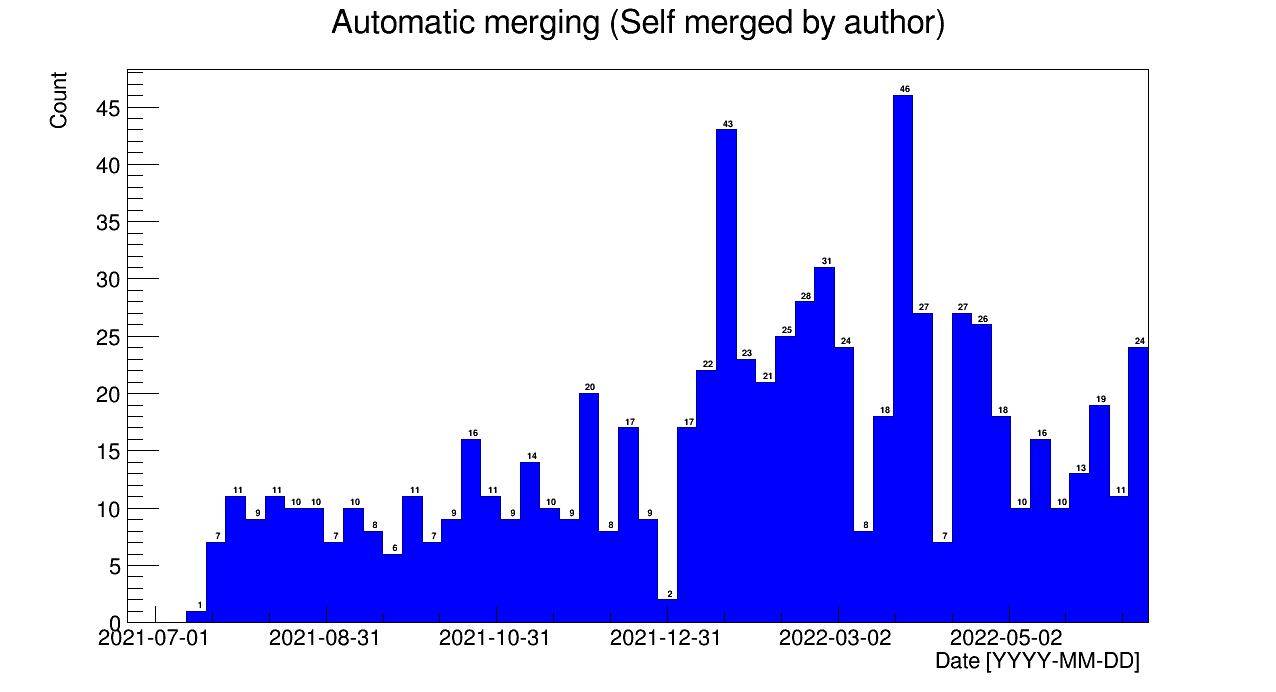 Automatic merging (Self merged by author)
Count
45
40
35
30
25
20
15
10
5
0
1 7 11 9 11 10 10 7 10 8 6 11 7 9 16 11 9 14 10 9 20 8 17 9 2 17 22 43 23 21 25 28 31 24 8 18 46 27 7 27 26 18 10 16 10 13 19 11 24
2021-07-01 2021-08-31 2021-10-31 2021-12-31 2022-03-02 2022-05-02
Date [YYYY-MM-DD]